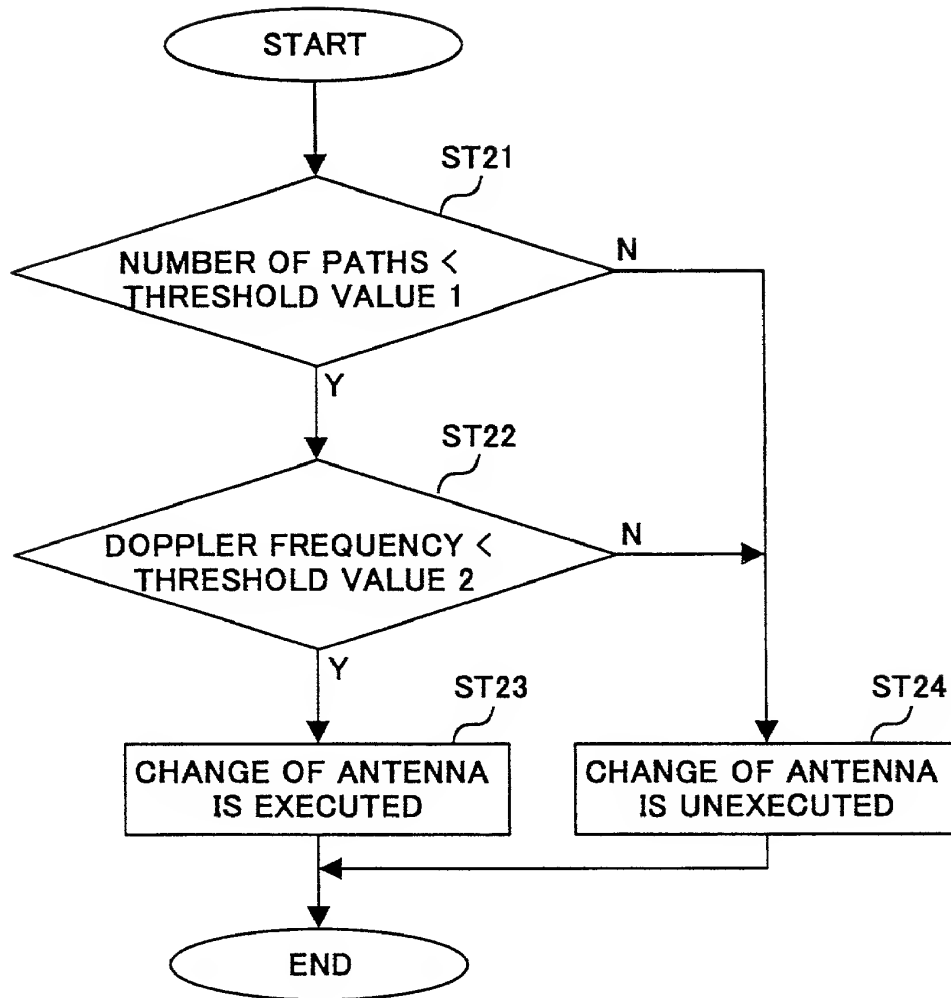 START
ST21
NUMBER OF PATHS <
THRESHOLD VALUE 1
N
Y
ST22
DOPPLER FREQUENCY <
THRESHOLD VALUE 2
N
Y
ST23
CHANGE OF ANTENNA
IS EXECUTED
ST24
CHANGE OF ANTENNA
IS UNEXECUTED
END